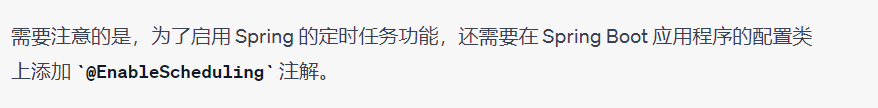 需要注意的是，为了启用 Spring 的定时任务功能，还需要在 Spring Boot 应用程序的配置类
上添加 `@EnableScheduling` 注解。